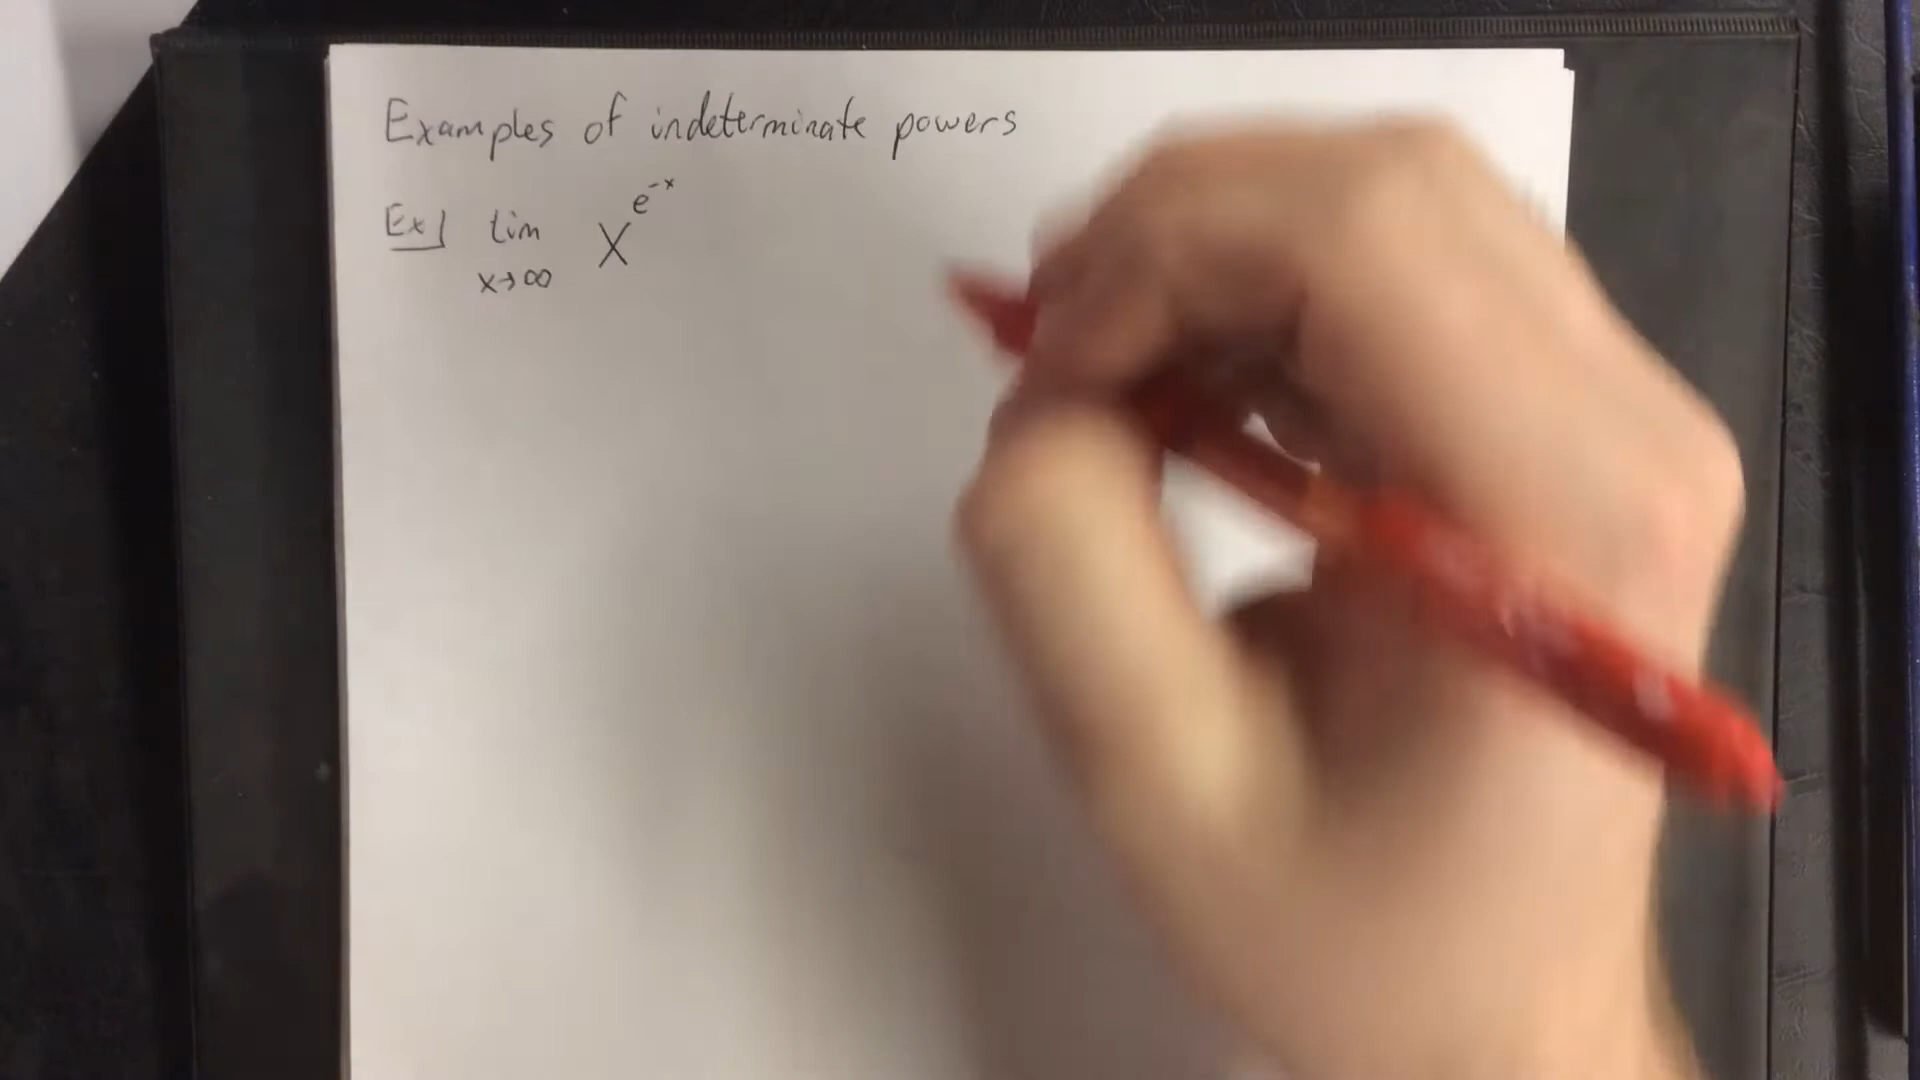 Examples of indeterminate powers
Ex] lim x→∞ x^e^-x